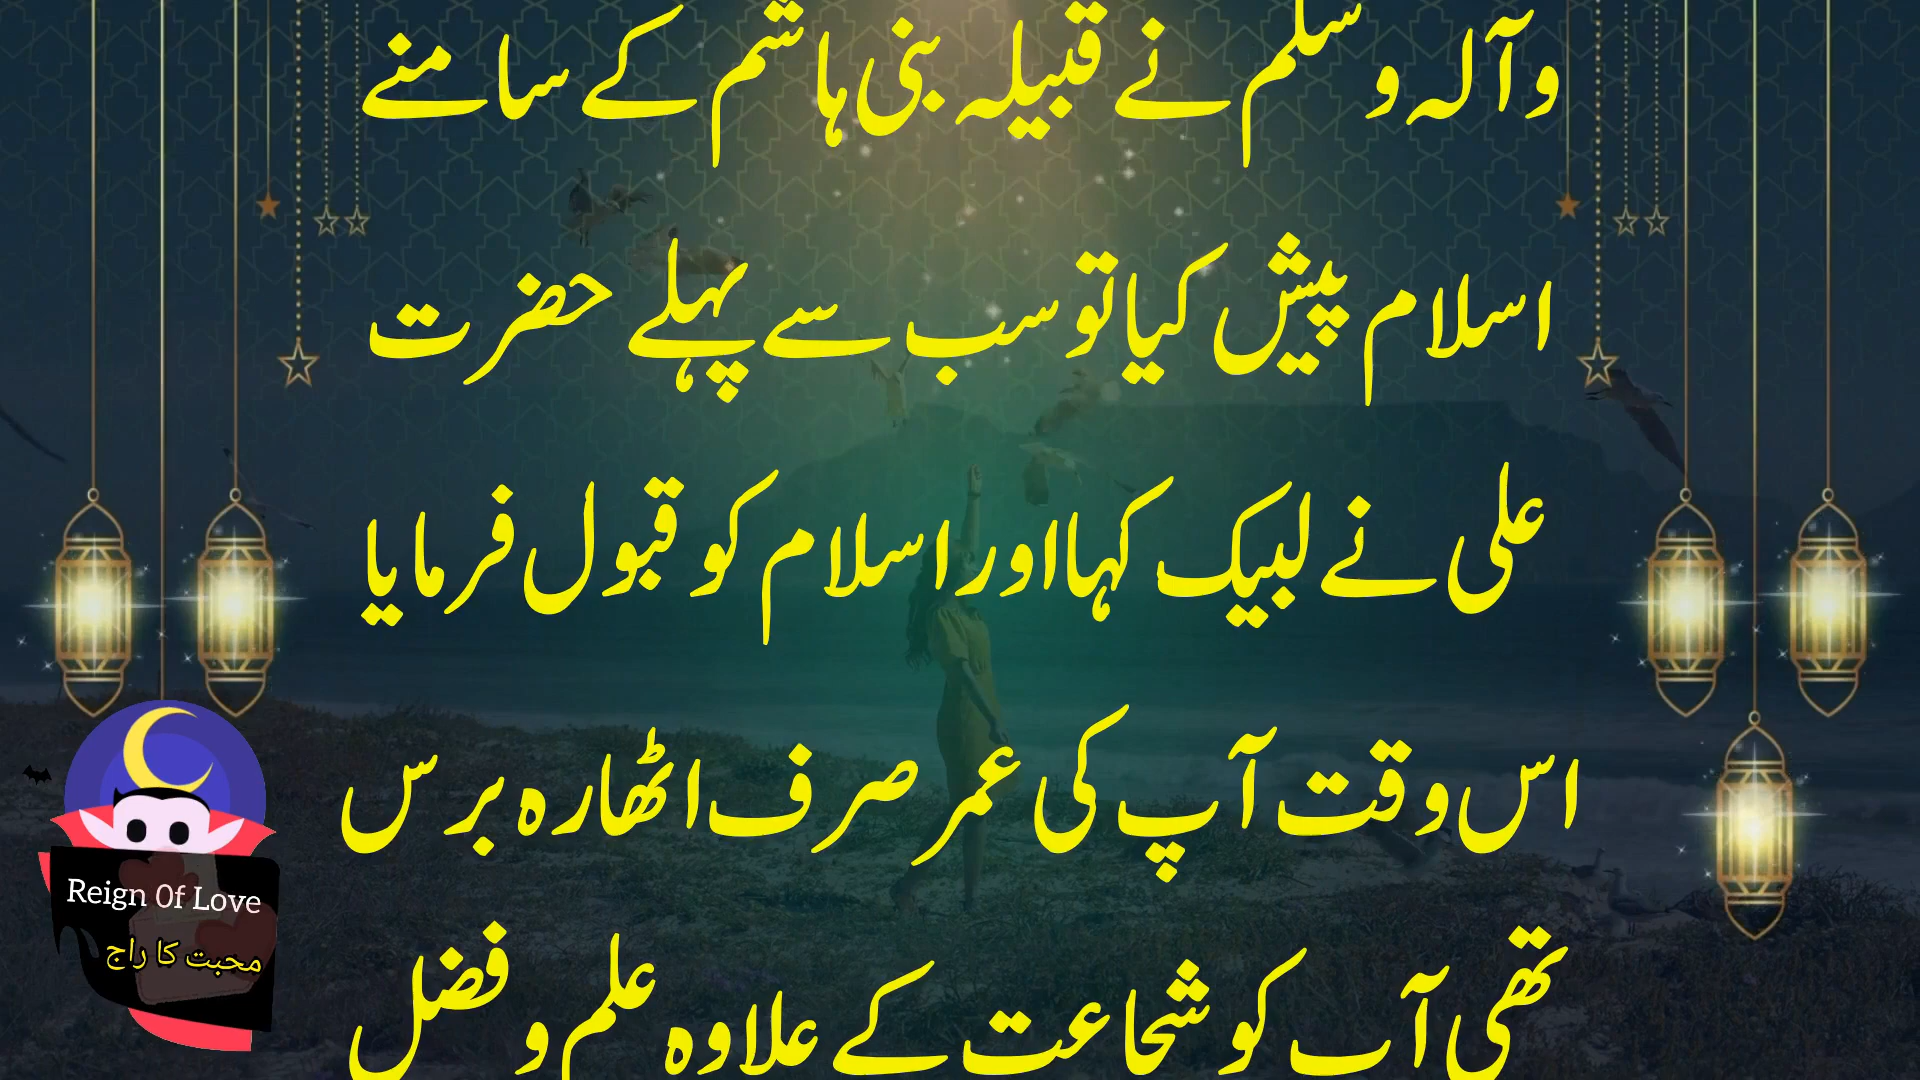 وآلہ وسلم نے قبیلہ بنی ہاشم کے سامنے
اسلام پیش کیا تو سب سے پہلے حضرت
علی نے لبیک کہا اور اسلام کو قبول فرمایا
اس وقت آپ کی عمر صرف اٹھارہ برس
تھی آپ کو شجاعت کے علاوہ علم و فضل
Reign Of Love
محبت کا راج